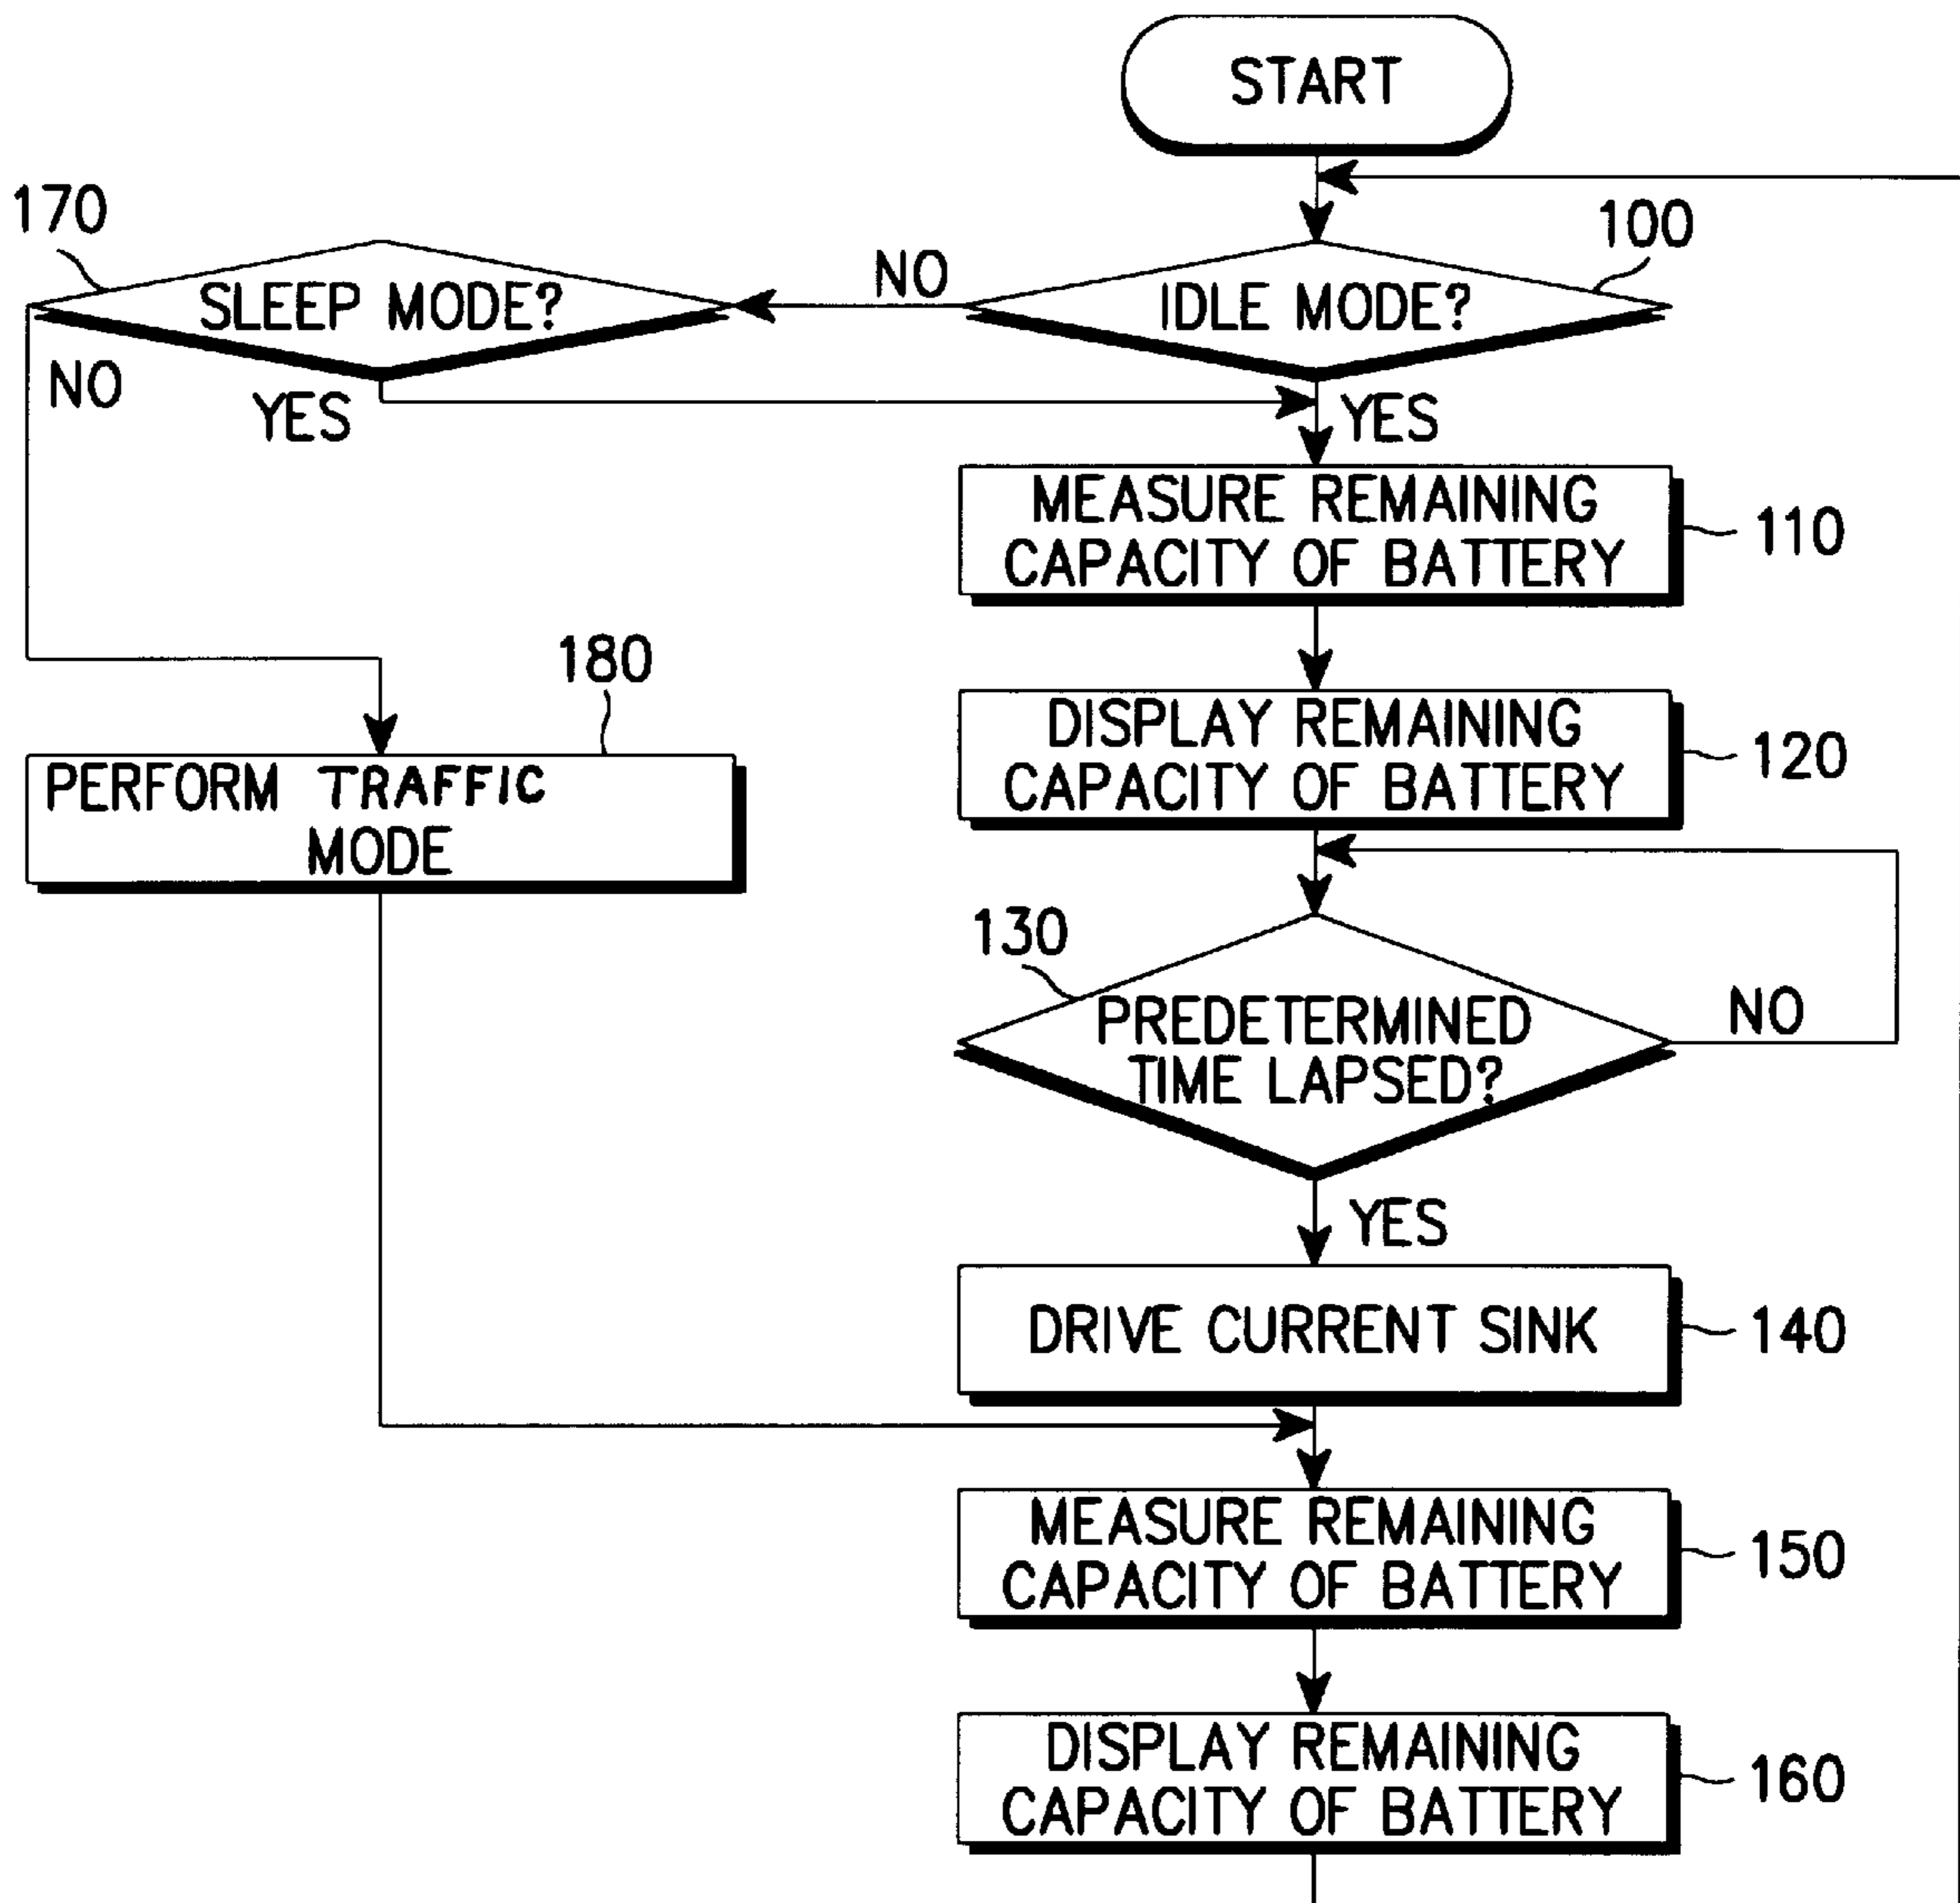 START
170
100
SLEEP MODE?
NO
IDLE MODE?
NO
YES
YES
MEASURE REMAINING
CAPACITY OF BATTERY
110
180
DISPLAY REMAINING
CAPACITY OF BATTERY
120
PERFORM TRAFFIC
MODE
130
PREDETERMINED
TIME LAPSED?
NO
YES
DRIVE CURRENT SINK
140
MEASURE REMAINING
CAPACITY OF BATTERY
150
DISPLAY REMAINING
CAPACITY OF BATTERY
160